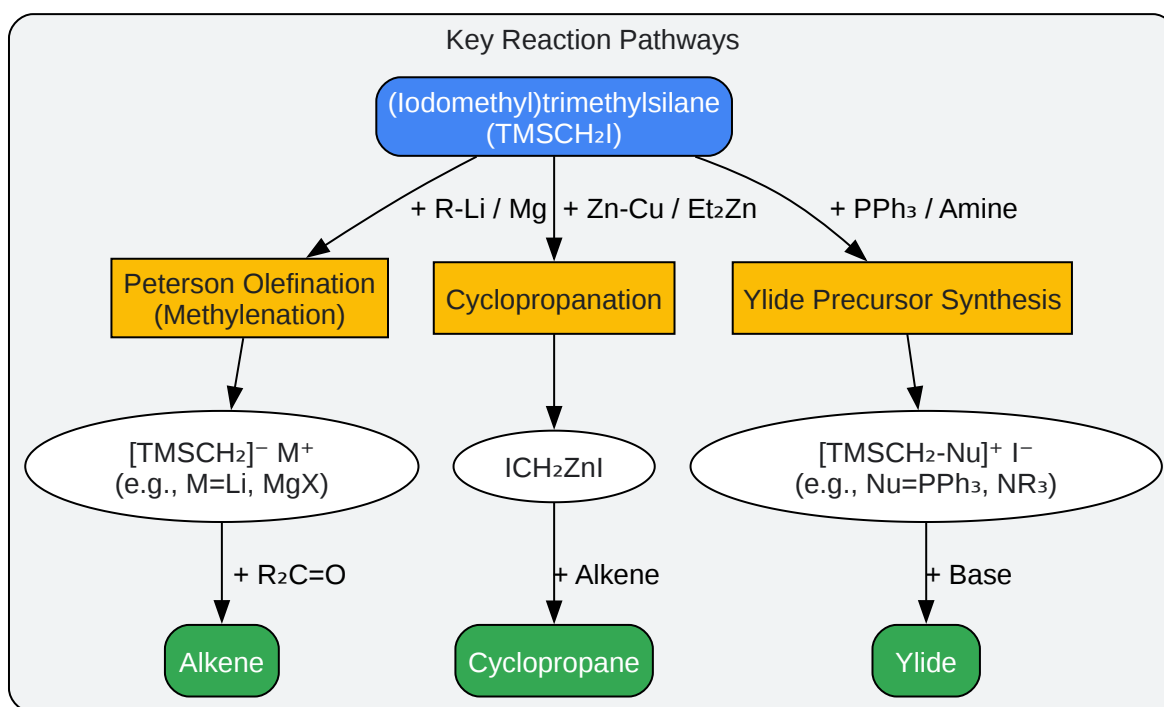 Key Reaction Pathways
(Iodomethyl)trimethylsilane
(TMSCH₂I)
+ R-Li / Mg
+ Zn-Cu / Et₂Zn
+ PPh₃ / Amine
Peterson Olefination
(Methylenation)
Cyclopropanation
Ylide Precursor Synthesis
[TMSCH₂]⁻ M⁺
(e.g., M=Li, MgX)
ICH₂ZnI
[TMSCH₂-Nu]⁺ I⁻
(e.g., Nu=PPh₃, NR₃)
+ R₂C=O
+ Alkene
+ Base
Alkene
Cyclopropane
Ylide